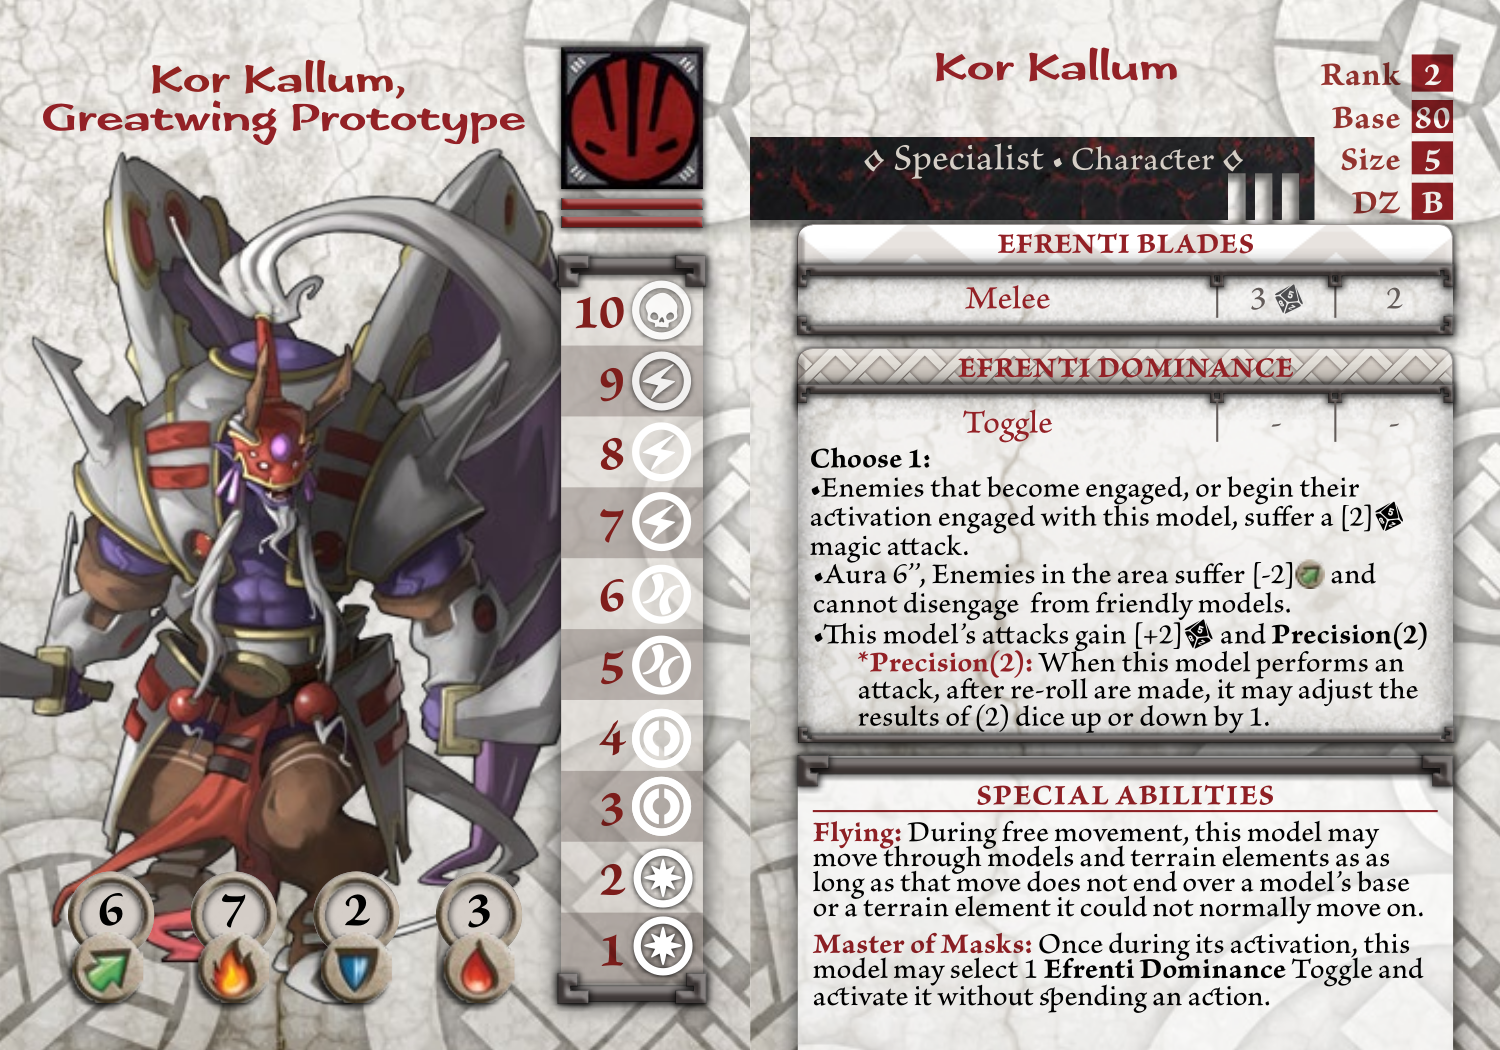 Kor Kallum,
Greatwing Prototype
10
9
8
7
6
5
4
3
2
1
6 7 2 3
Kor Kallum
Rank 2
Base 80
Size 5
DZ B
Specialist • Character
EFRENTI BLADES
Melee 3 2
EFRENTI DOMINANCE
Toggle - -
Choose 1:
•Enemies that become engaged, or begin their
activation engaged with this model, suffer a [2]
magic attack.
•Aura 6”, Enemies in the area suffer [-2] and
cannot disengage from friendly models.
•This model's attacks gain [+2] and Precision(2)
*Precision(2): When this model performs an
attack, after re-roll are made, it may adjust the
results of (2) dice up or down by 1.
SPECIAL ABILITIES
Flying: During free movement, this model may
move through models and terrain elements as as
long as that move does not end over a model's base
or a terrain element it could not normally move on.
Master of Masks: Once during its activation, this
model may select 1 Efrenti Dominance Toggle and
activate it without spending an action.